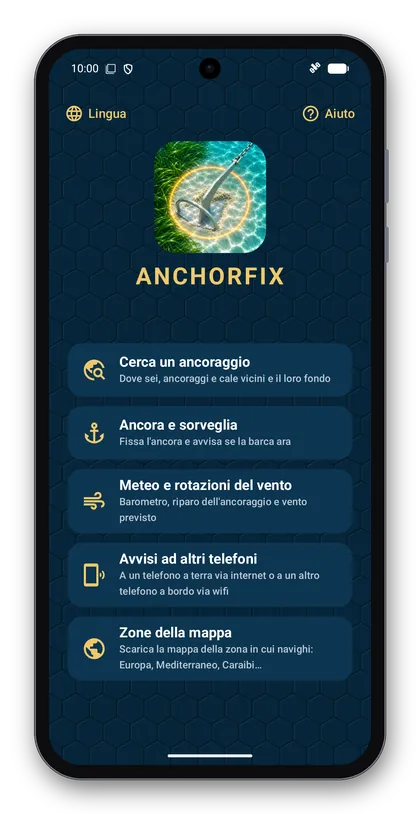 10:00
Lingua
Aiuto
ANCHORFIX
Cerca un ancoraggio
Dove sei, ancoraggi e cale vicini e il loro fondo
Ancora e sorveglia
Fissa l'ancora e avvisa se la barca ara
Meteo e rotazioni del vento
Barometro, riparo dell'ancoraggio e vento
previsto
Avvisi ad altri telefoni
A un telefono a terra via internet o a un altro
telefono a bordo via wifi
Zone della mappa
Scarica la mappa della zona in cui navighi:
Europa, Mediterraneo, Caraibi…